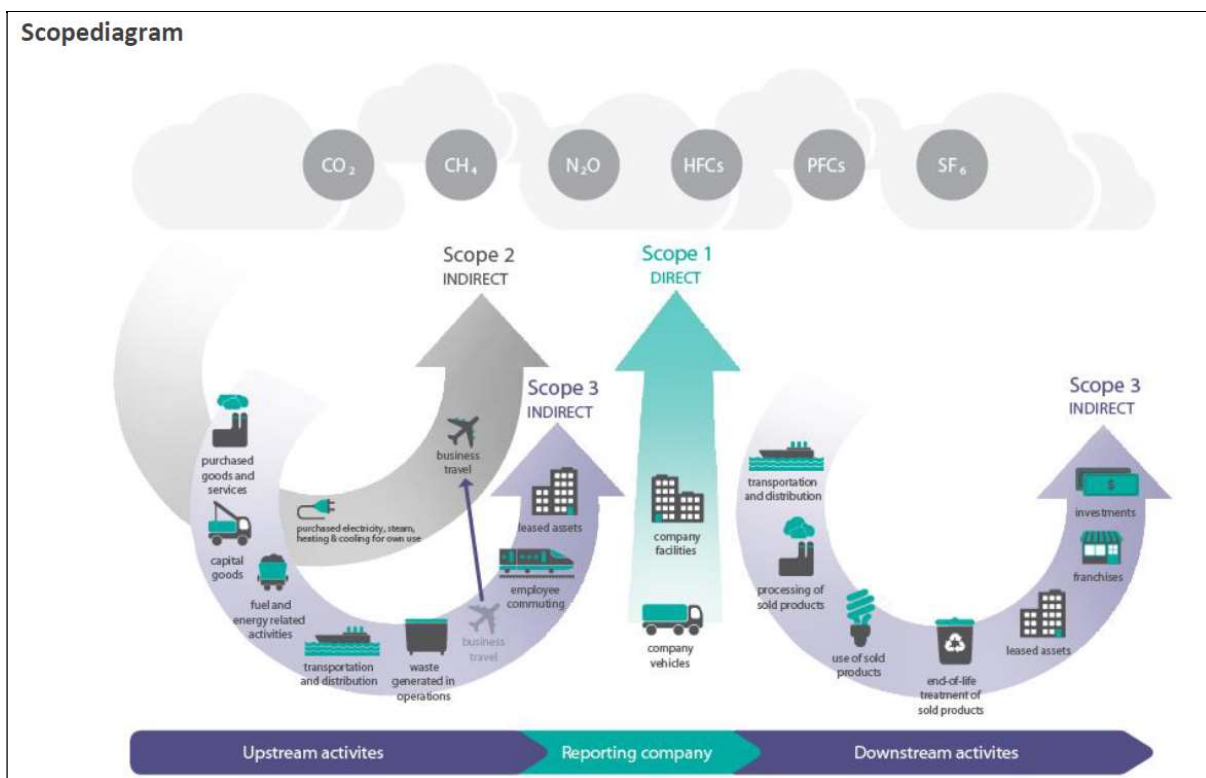 Scopediagram
CO₂
CH₄
N₂O
HFCs
PFCs
SF₆
Scope 2
INDIRECT
Scope 1
DIRECT
Scope 3
INDIRECT
Scope 3
INDIRECT
purchased
goods and
services
capital
goods
fuel and
energy related
activities
transportation
and distribution
waste
generated in
operations
business
travel
business
travel
purchased electricity, steam,
heating & cooling for own use
employee
commuting
leased assets
company
facilities
company
vehicles
transportation
and distribution
processing of
sold products
use of sold
products
end-of-life
treatment of
sold products
leased assets
franchises
$
investments
Upstream activites
Reporting company
Downstream activites